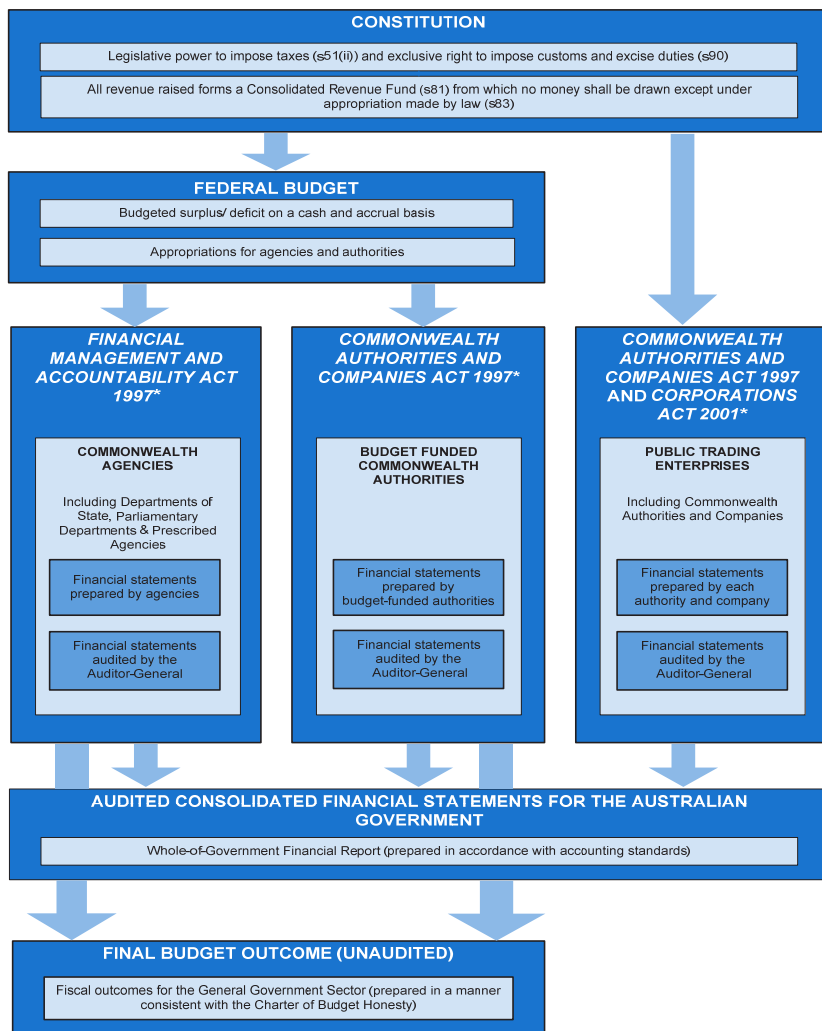 CONSTITUTION
Legislative power to impose taxes (s51(ii)) and exclusive right to impose customs and excise duties (s90)
All revenue raised forms a Consolidated Revenue Fund (s81) from which no money shall be drawn except under
appropriation made by law (s83)
FEDERAL BUDGET
Budgeted surplus/ deficit on a cash and accrual basis
Appropriations for agencies and authorities
FINANCIAL
MANAGEMENT AND
ACCOUNTABILITY ACT
1997*
COMMONWEALTH
AGENCIES
Including Departments of
State, Parliamentary
Departments & Prescribed
Agencies
Financial statements
prepared by agencies
Financial statements
audited by the
Auditor-General
COMMONWEALTH
AUTHORITIES AND
COMPANIES ACT 1997*
BUDGET FUNDED
COMMONWEALTH
AUTHORITIES
Financial statements
prepared by
budget-funded authorities
Financial statements
audited by the
Auditor-General
COMMONWEALTH
AUTHORITIES AND
COMPANIES ACT 1997
AND CORPORATIONS
ACT 2001*
PUBLIC TRADING
ENTERPRISES
Including Commonwealth
Authorities and Companies
Financial statements
prepared by each
authority and company
Financial statements
audited by the
Auditor-General
AUDITED CONSOLIDATED FINANCIAL STATEMENTS FOR THE AUSTRALIAN
GOVERNMENT
Whole-of-Government Financial Report (prepared in accordance with accounting standards)
FINAL BUDGET OUTCOME (UNAUDITED)
Fiscal outcomes for the General Government Sector (prepared in a manner
consistent with the Charter of Budget Honesty)